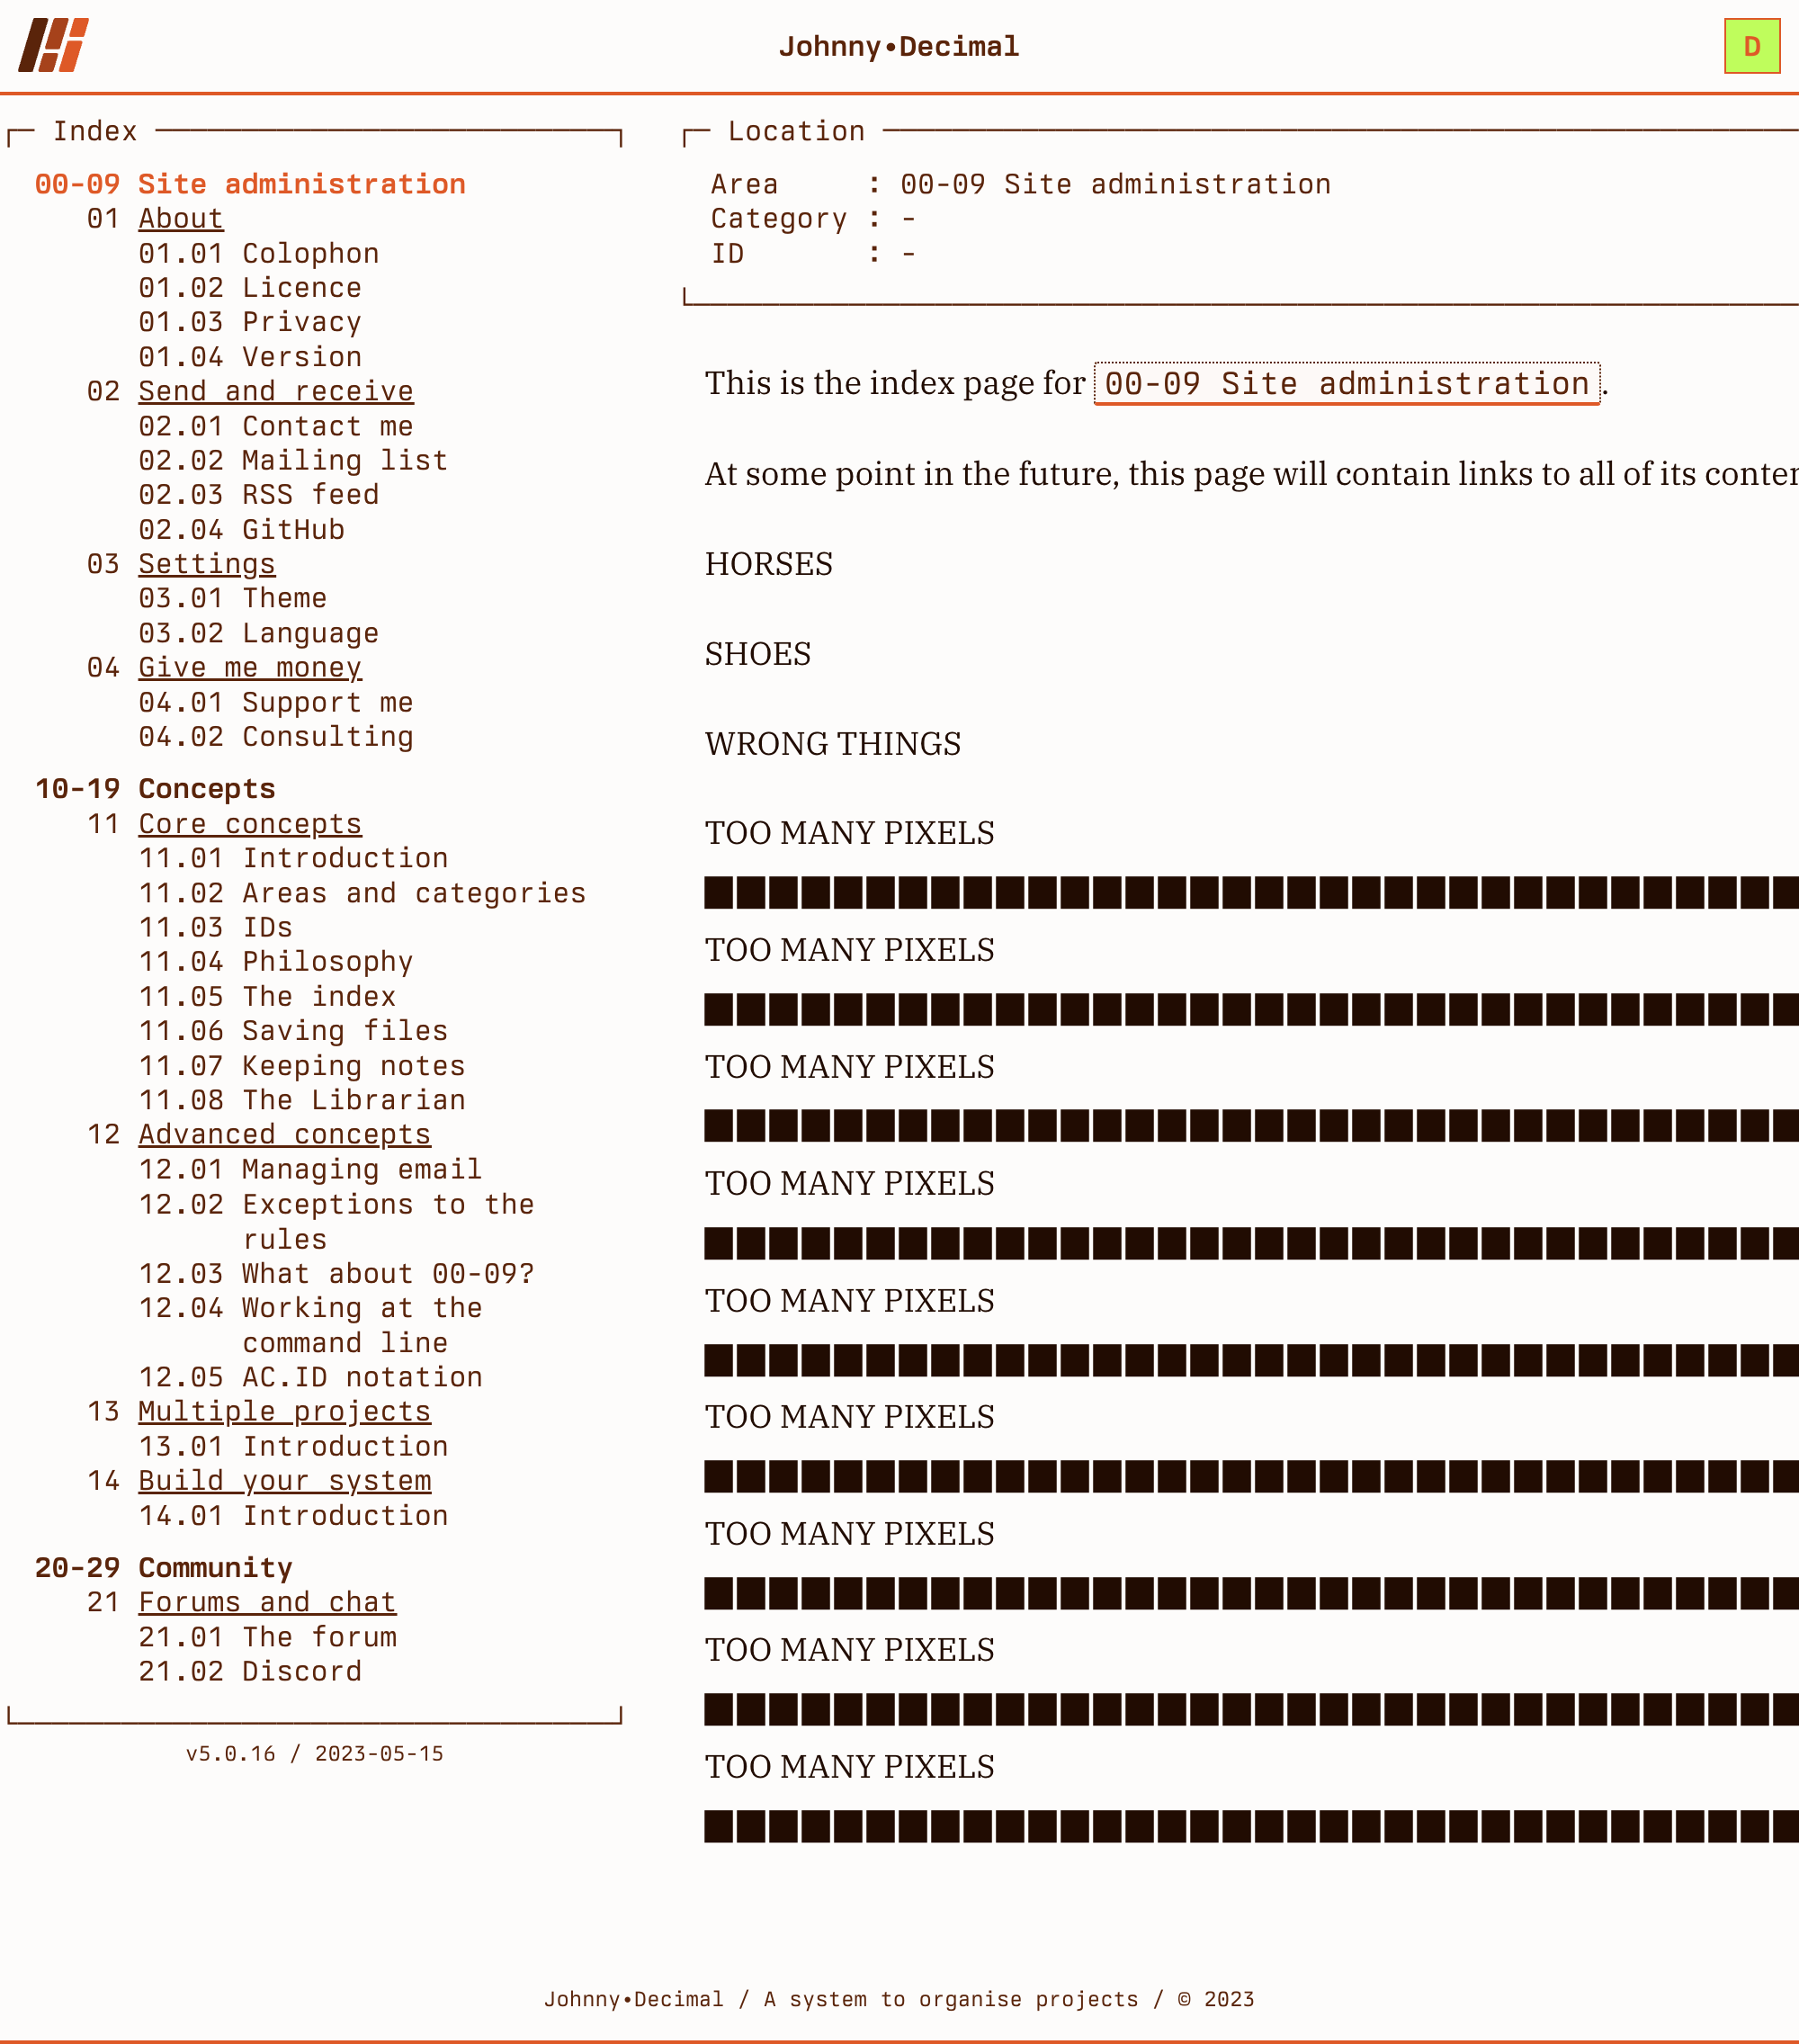 Johnny•Decimal
D
Index
00-09 Site administration
01 About
01.01 Colophon
01.02 Licence
01.03 Privacy
01.04 Version
02 Send and receive
02.01 Contact me
02.02 Mailing list
02.03 RSS feed
02.04 GitHub
03 Settings
03.01 Theme
03.02 Language
04 Give me money
04.01 Support me
04.02 Consulting
10-19 Concepts
11 Core concepts
11.01 Introduction
11.02 Areas and categories
11.03 IDs
11.04 Philosophy
11.05 The index
11.06 Saving files
11.07 Keeping notes
11.08 The Librarian
12 Advanced concepts
12.01 Managing email
12.02 Exceptions to the
rules
12.03 What about 00-09?
12.04 Working at the
command line
12.05 AC.ID notation
13 Multiple projects
13.01 Introduction
14 Build your system
14.01 Introduction
20-29 Community
21 Forums and chat
21.01 The forum
21.02 Discord
v5.0.16 / 2023-05-15
Location
Area : 00-09 Site administration
Category : -
ID : -
This is the index page for 00-09 Site administration.
At some point in the future, this page will contain links to all of its
HORSES
SHOES
WRONG THINGS
TOO MANY PIXELS
TOO MANY PIXELS
TOO MANY PIXELS
TOO MANY PIXELS
TOO MANY PIXELS
TOO MANY PIXELS
TOO MANY PIXELS
TOO MANY PIXELS
TOO MANY PIXELS
Johnny•Decimal / A system to organise projects / © 2023